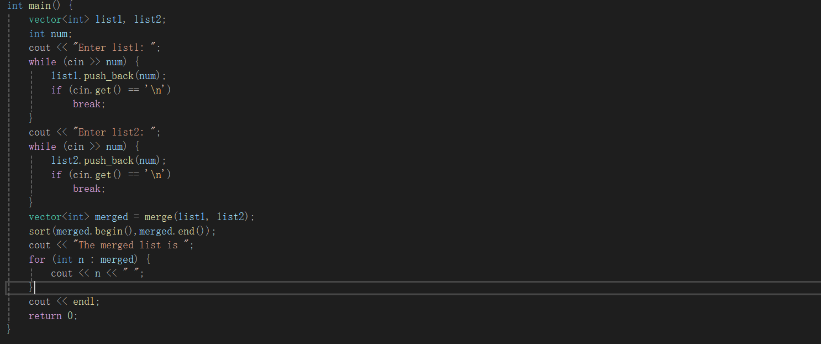 int main() {
    vector<int> list1, list2;
    int num;
    cout << "Enter list1: ";
    while (cin >> num) {
        list1.push_back(num);
        if (cin.get() == '\n')
            break;
    }
    cout << "Enter list2: ";
    while (cin >> num) {
        list2.push_back(num);
        if (cin.get() == '\n')
            break;
    }
    vector<int> merged = merge(list1, list2);
    sort(merged.begin(),merged.end());
    cout << "The merged list is ";
    for (int n : merged) {
        cout << n << " ";
    }
    cout << endl;
    return 0;
}